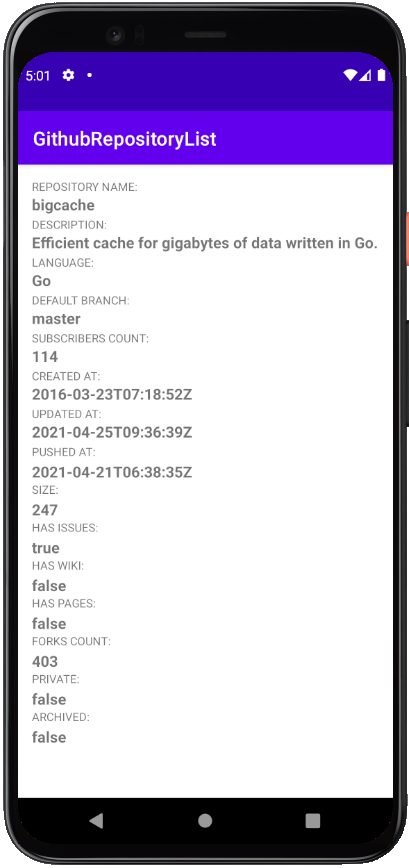 5:01
GithubRepositoryList
REPOSITORY NAME:
bigcache
DESCRIPTION:
Efficient cache for gigabytes of data written in Go.
LANGUAGE:
Go
DEFAULT BRANCH:
master
SUBSCRIBERS COUNT:
114
CREATED AT:
2016-03-23T07:18:52Z
UPDATED AT:
2021-04-25T09:36:39Z
PUSHED AT:
2021-04-21T06:38:35Z
SIZE:
247
HAS ISSUES:
true
HAS WIKI:
false
HAS PAGES:
false
FORKS COUNT:
403
PRIVATE:
false
ARCHIVED:
false